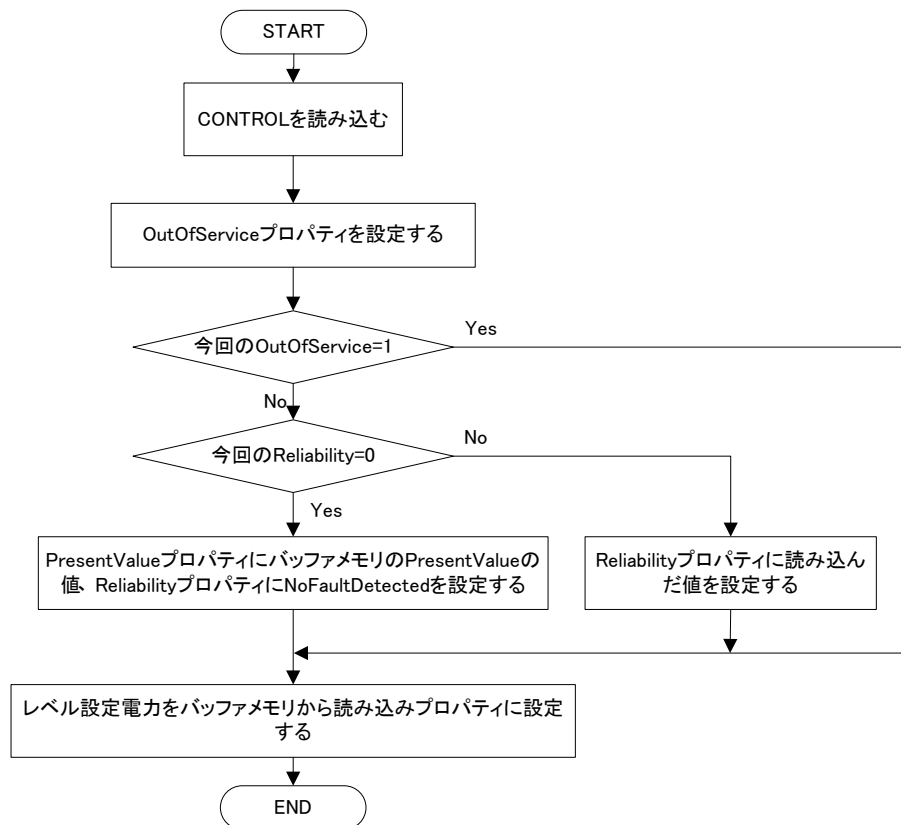 START
CONTROLを読み込む
OutOfServiceプロパティを設定する
今回のOutOfService=1
Yes
No
今回のReliability=0
No
Yes
PresentValueプロパティにバッファメモリのPresentValueの
値、ReliabilityプロパティにNoFaultDetectedを設定する
Reliabilityプロパティに読み込ん
だ値を設定する
レベル設定電力をバッファメモリから読み込みプロパティに設定
する
END